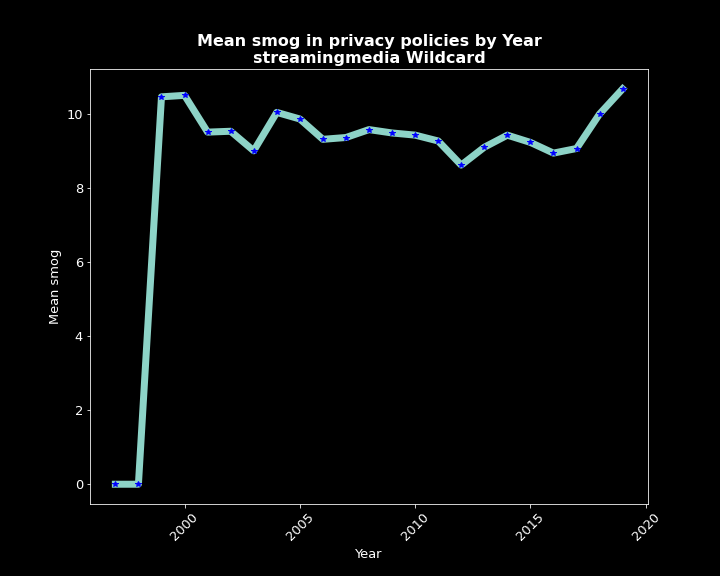 Mean smog in privacy policies by Year
streamingmedia Wildcard
10
8
6
4
2
0
Mean smog
2000
2005
2010
2015
2020
Year